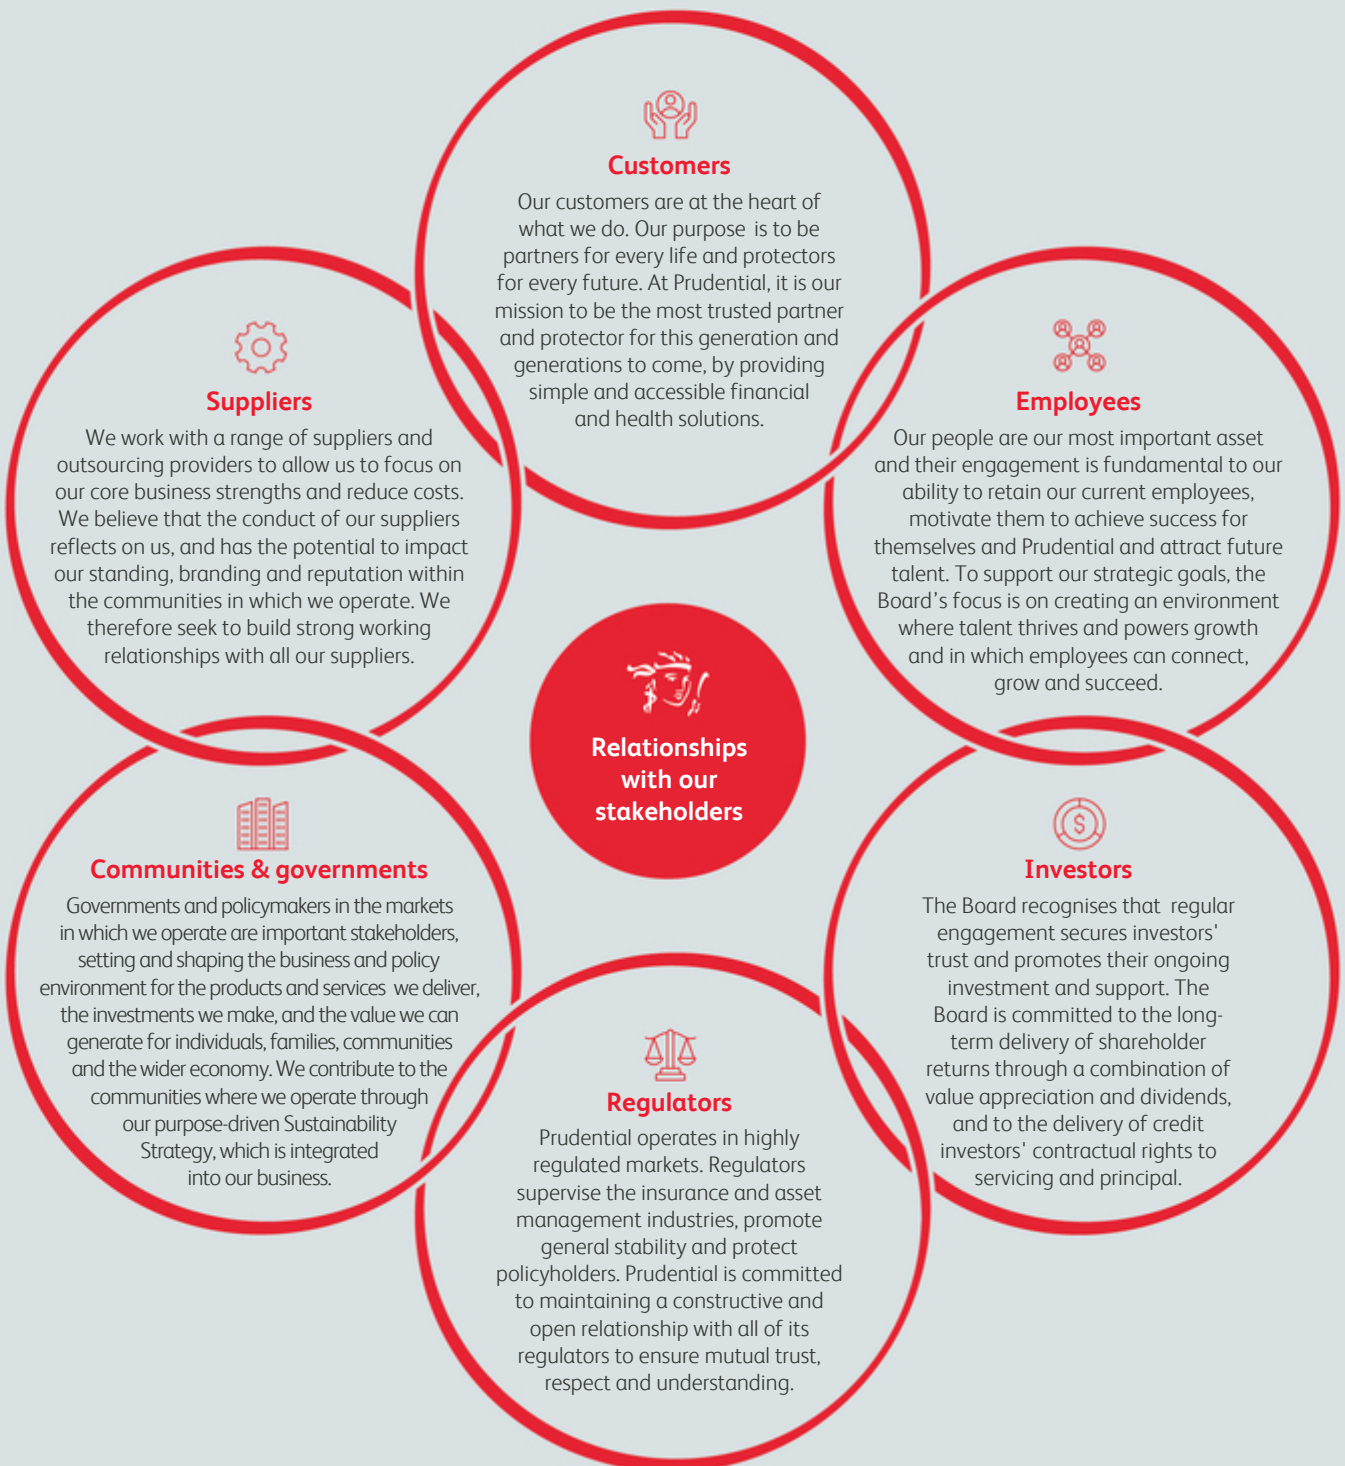 Customers
Our customers are at the heart of
what we do. Our purpose is to be
partners for every life and protectors
for every future. At Prudential, it is our
mission to be the most trusted partner
and protector for this generation and
generations to come, by providing
simple and accessible financial
and health solutions.
Suppliers
We work with a range of suppliers and
outsourcing providers to allow us to focus on
our core business strengths and reduce costs.
We believe that the conduct of our suppliers
reflects on us, and has the potential to impact
our standing, branding and reputation within
the communities in which we operate. We
therefore seek to build strong working
relationships with all our suppliers.
Employees
Our people are our most important asset
and their engagement is fundamental to our
ability to retain our current employees,
motivate them to achieve success for
themselves and Prudential and attract future
talent. To support our strategic goals, the
Board's focus is on creating an environment
where talent thrives and powers growth
and in which employees can connect,
grow and succeed.
Relationships
with our
stakeholders
Communities & governments
Governments and policymakers in the markets
in which we operate are important stakeholders,
setting and shaping the business and policy
environment for the products and services we deliver,
the investments we make, and the value we can
generate for individuals, families, communities
and the wider economy. We contribute to the
communities where we operate through
our purpose-driven Sustainability
Strategy, which is integrated
into our business.
Investors
The Board recognises that regular
engagement secures investors'
trust and promotes their ongoing
investment and support. The
Board is committed to the long-
term delivery of shareholder
returns through a combination of
value appreciation and dividends,
and to the delivery of credit
investors' contractual rights to
servicing and principal.
Regulators
Prudential operates in highly
regulated markets. Regulators
supervise the insurance and asset
management industries, promote
general stability and protect
policyholders. Prudential is committed
to maintaining a constructive and
open relationship with all of its
regulators to ensure mutual trust,
respect and understanding.